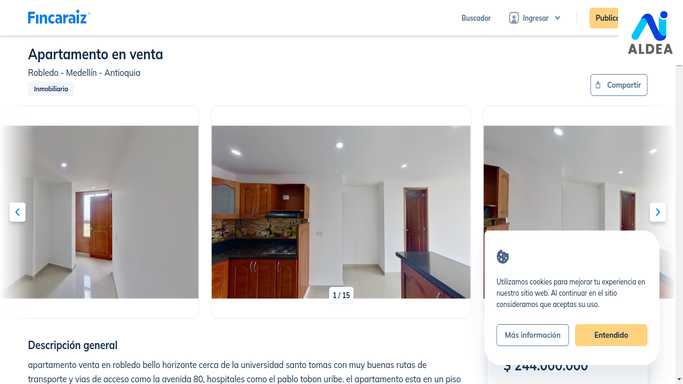 Fincaraiz
Buscador
Ingresar
ALDEA
Apartamento en venta
Robledo - Medellín - Antioquia
Inmobiliario
Compartir
1 / 15
Utilizamos cookies para mejorar tu experiencia en
nuestro sitio web. Al continuar en el sitio
consideramos que aceptas su uso.
Más información
Entendido
$ 244.000.000
Descripción general
apartamento venta en robledo bello horizonte cerca de la universidad santo tomas con muy buenas rutas de
transporte y vias de acceso como la avenida 80, hospitales como el pablo tobon uribe. el apartamento esta en un piso